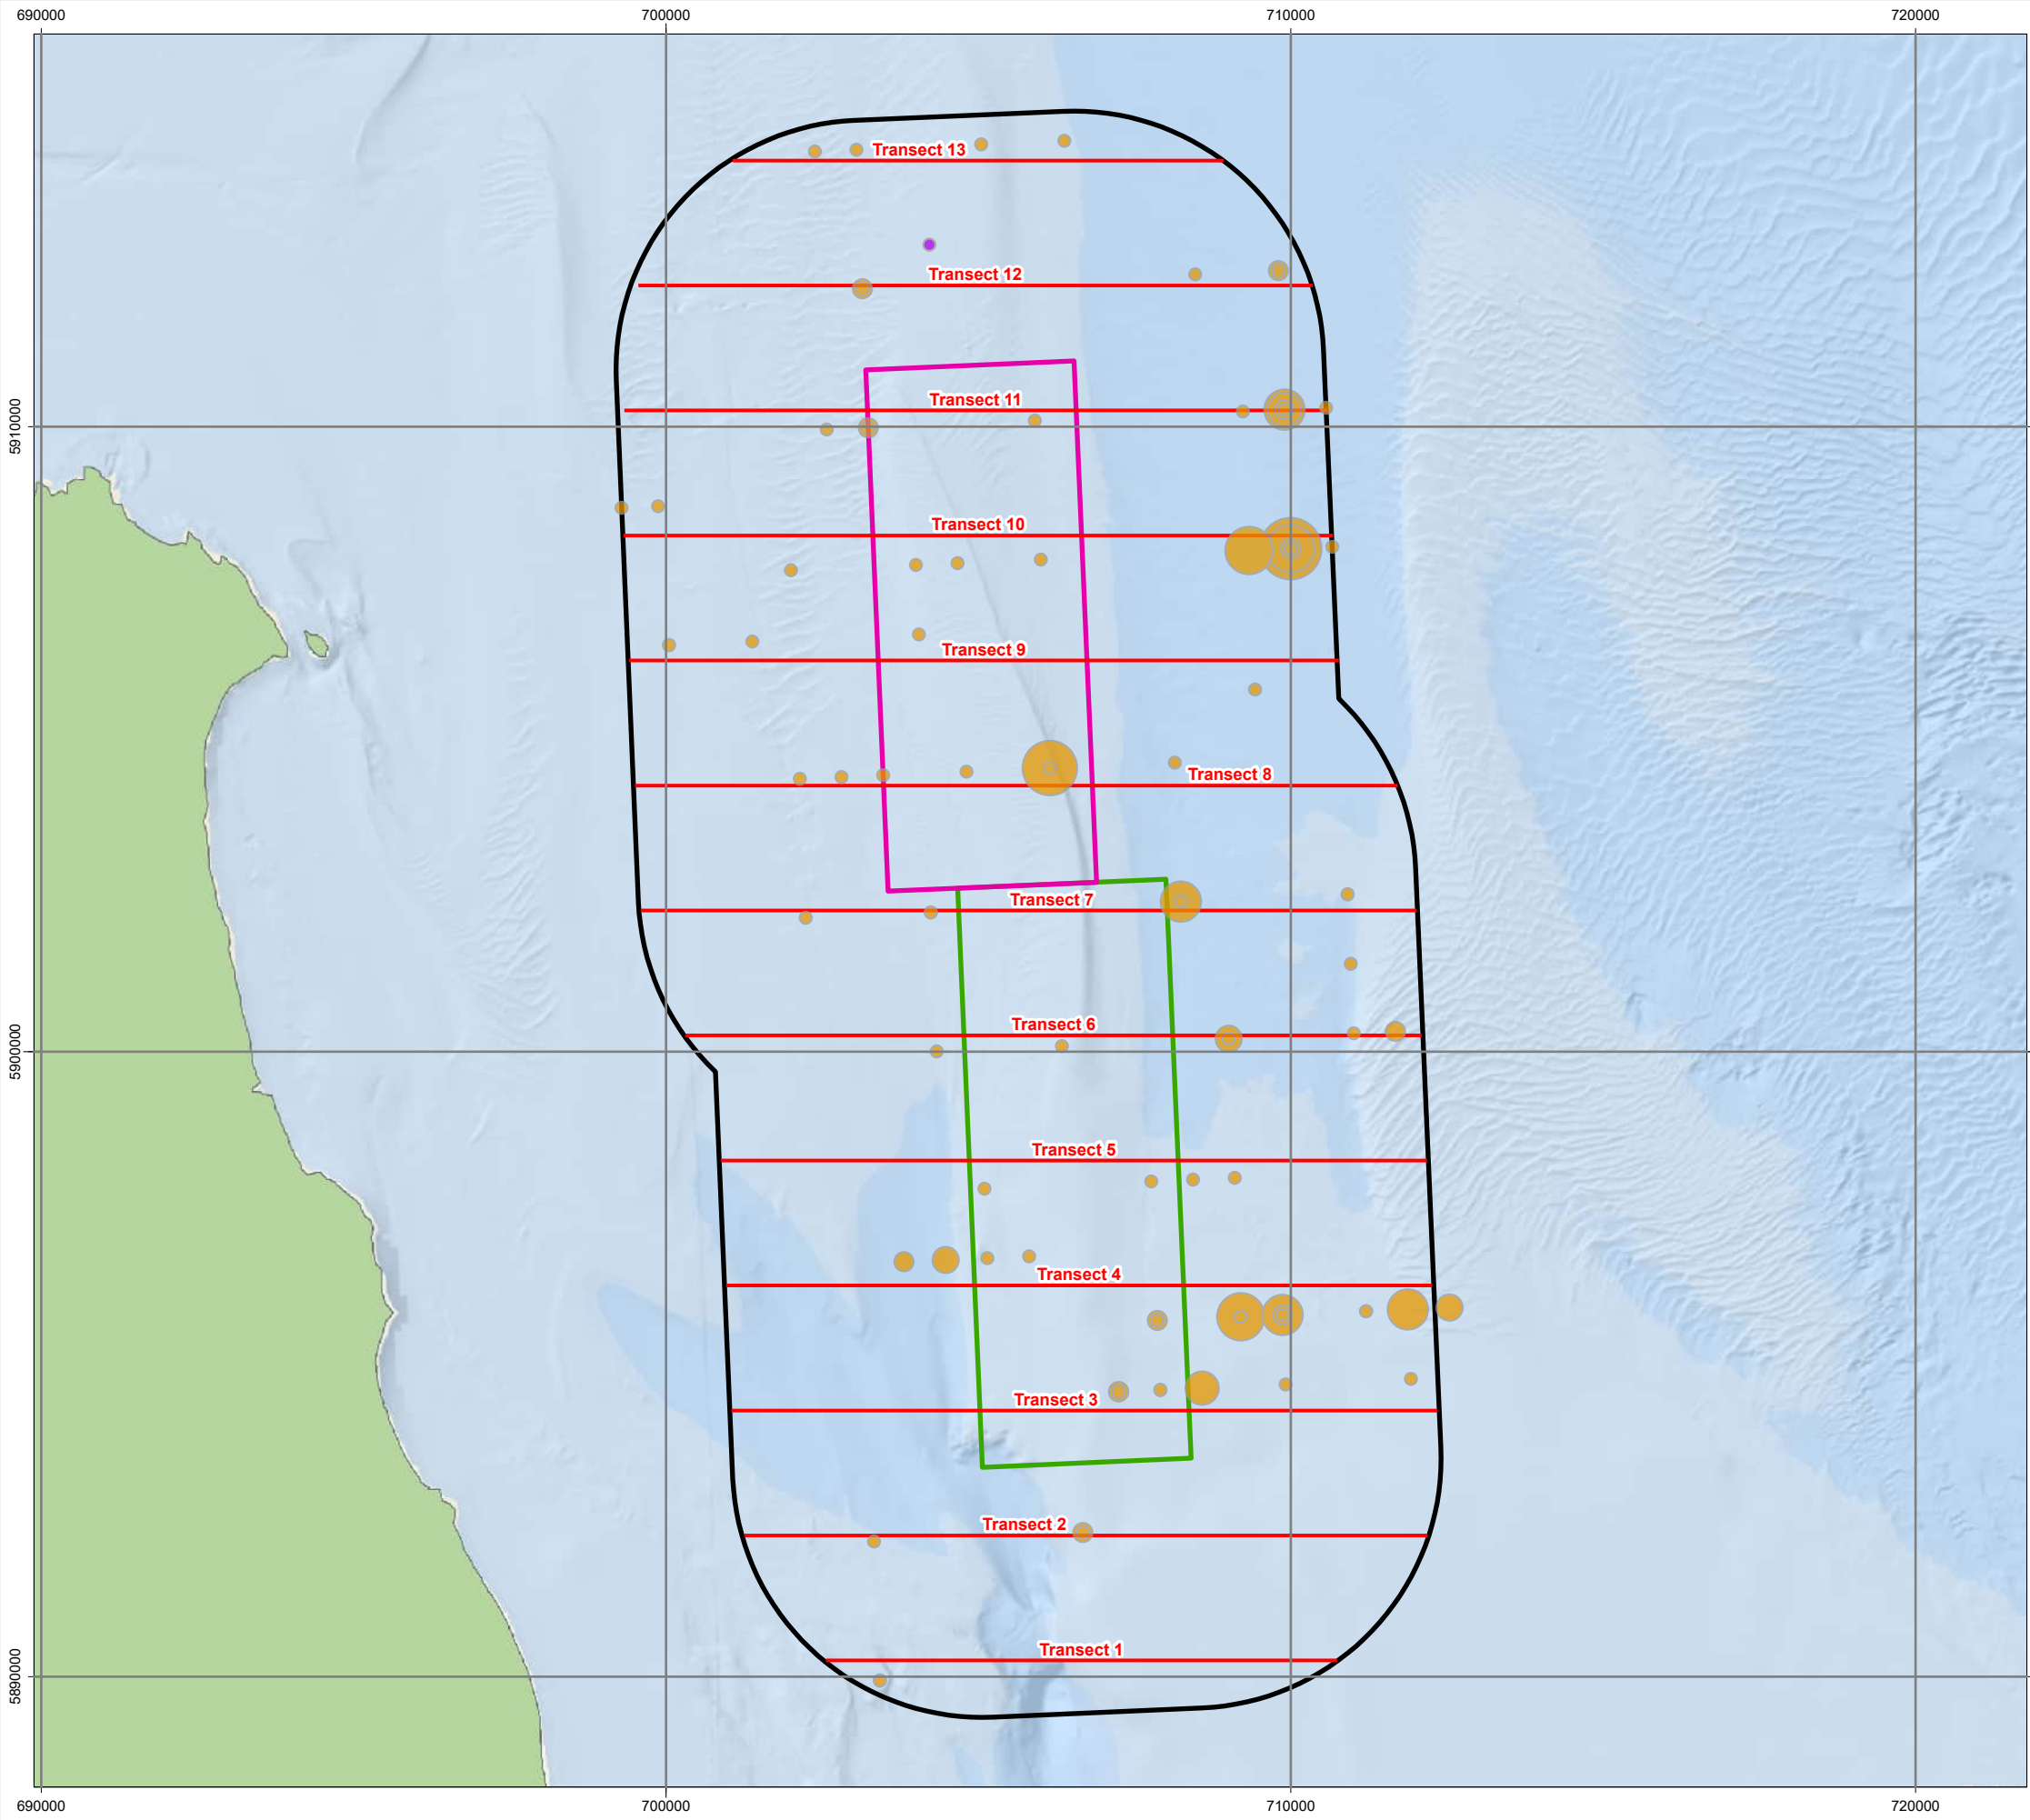 690000
700000
710000
720000
Transect 13
Transect 12
Transect 11
5910000
Transect 10
Transect 9
Transect 8
Transect 7
Transect 6
5900000
Transect 5
Transect 4
Transect 3
Transect 2
Transect 1
5890000
690000
700000
710000
720000